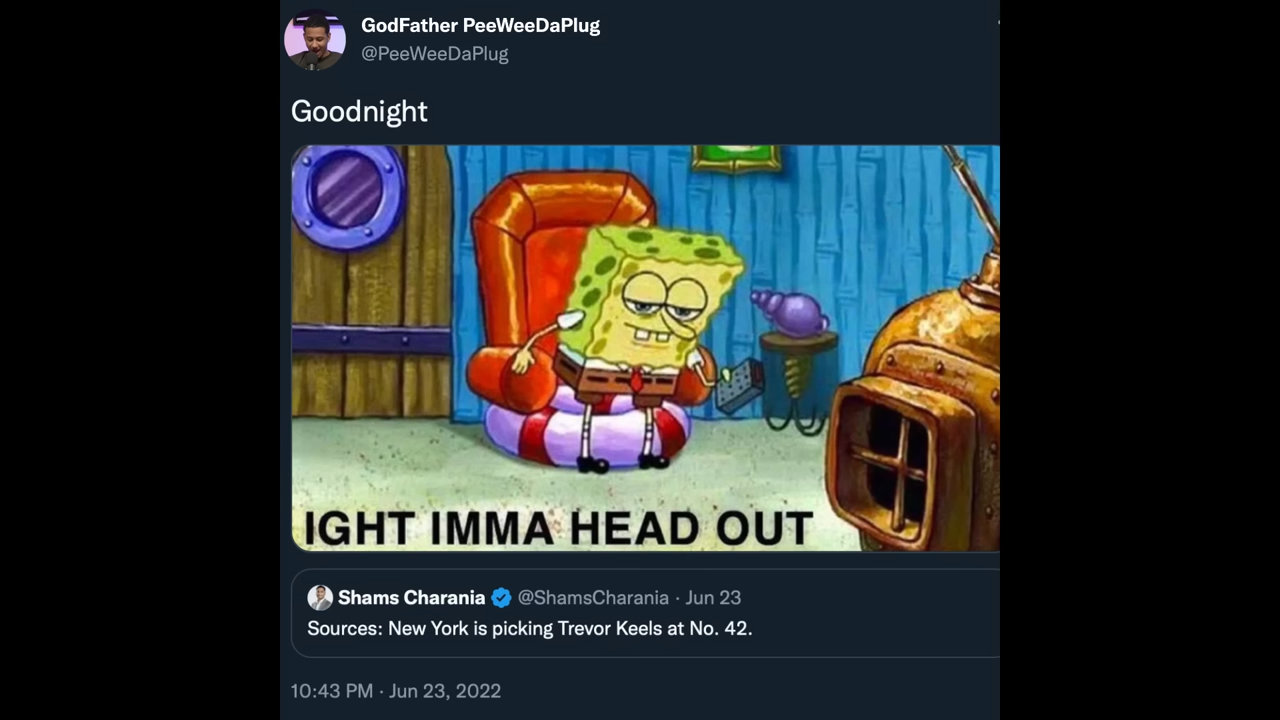 GodFather PeeWeeDaPlug
@PeeWeeDaPlug
Goodnight
IGHT IMMA HEAD OUT
Shams Charania @ShamsCharania · Jun 23
Sources: New York is picking Trevor Keels at No. 42.
10:43 PM · Jun 23, 2022